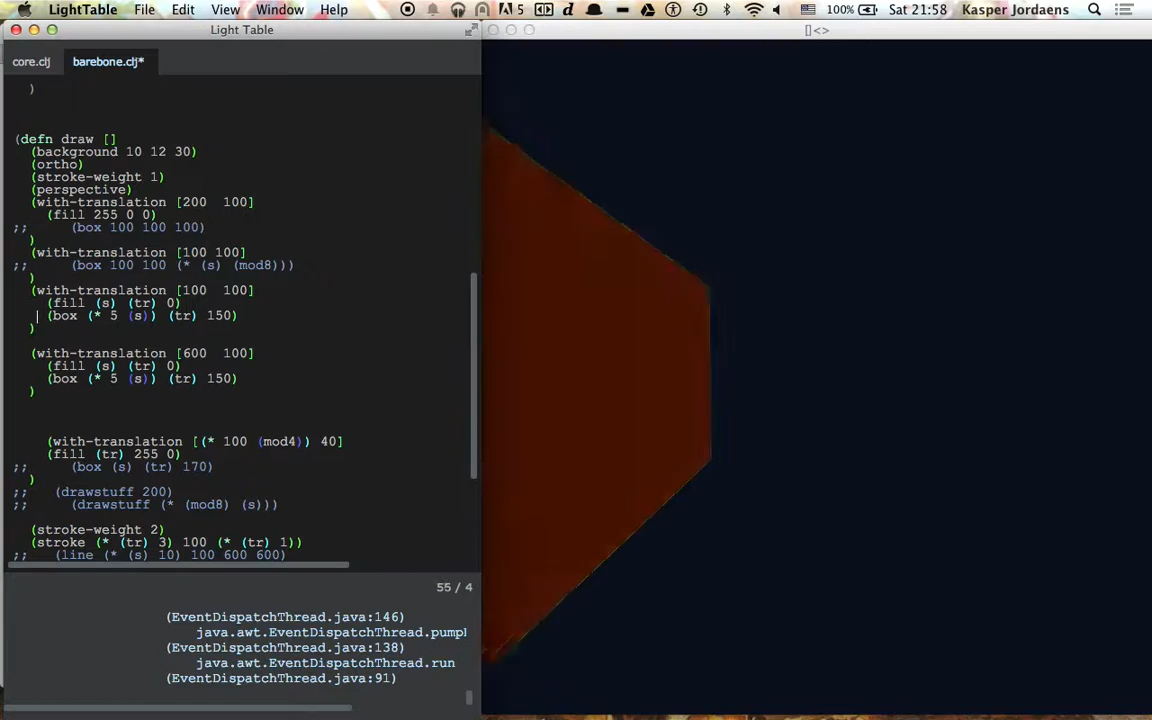 LightTable File Edit View Window Help 5 d 100% Sat 21:58 Kasper Jordaens
Light Table
[]<>
core.clj barebone.clj*
)
(defn draw []
(background 10 12 30)
(ortho)
(stroke-weight 1)
(perspective)
(with-translation [200 100]
(fill 255 0 0)
;; (box 100 100 100)
)
(with-translation [100 100]
;; (box 100 100 (* (s) (mod8)))
)
(with-translation [100 100]
(fill (s) (tr) 0)
(box (* 5 (s)) (tr) 150)
)
(with-translation [600 100]
(fill (s) (tr) 0)
(box (* 5 (s)) (tr) 150)
)
(with-translation [(* 100 (mod4)) 40]
(fill (tr) 255 0)
;; (box (s) (tr) 170)
)
;; (drawstuff 200)
;; (drawstuff (* (mod8) (s)))
(stroke-weight 2)
(stroke (* (tr) 3) 100 (* (tr) 1))
;; (line (* (s) 10) 100 600 600)
55 / 4
(EventDispatchThread.java:146)
java.awt.EventDispatchThread.pump
(EventDispatchThread.java:138)
java.awt.EventDispatchThread.run
(EventDispatchThread.java:91)